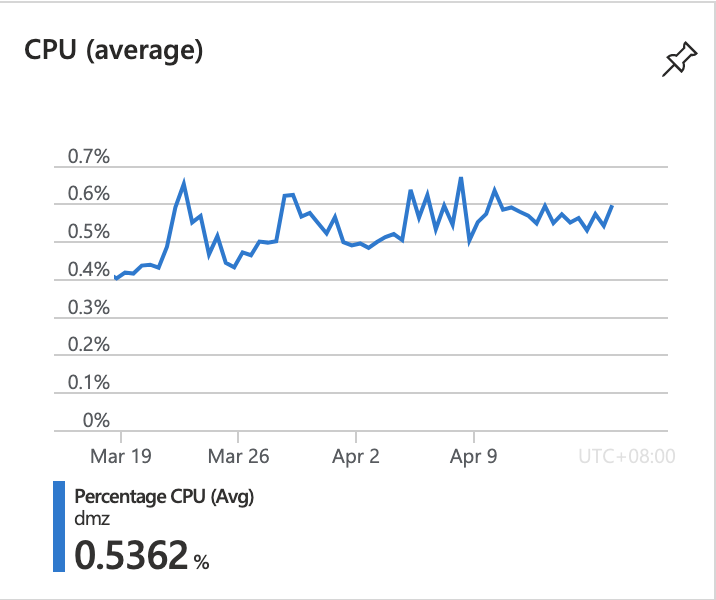 CPU (average)
0.7%
0.6%
0.5%
0.4%
0.3%
0.2%
0.1%
0%
Mar 19 Mar 26 Apr 2 Apr 9 UTC+08:00
Percentage CPU (Avg)
dmz
0.5362 %